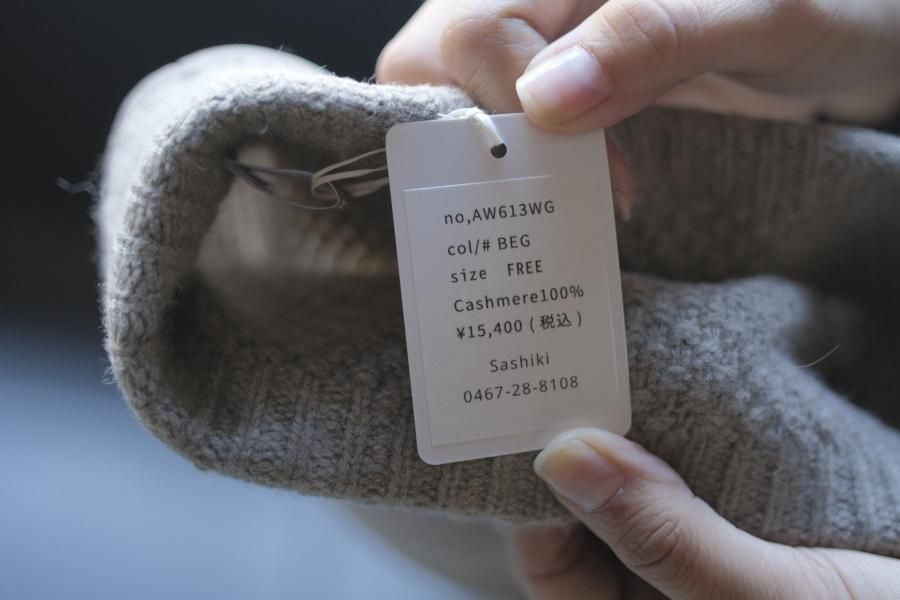 no,AW613WG
col/# BEG
size FREE
Cashmere100%
¥15,400 ( 税込 )
Sashiki
0467-28-8108